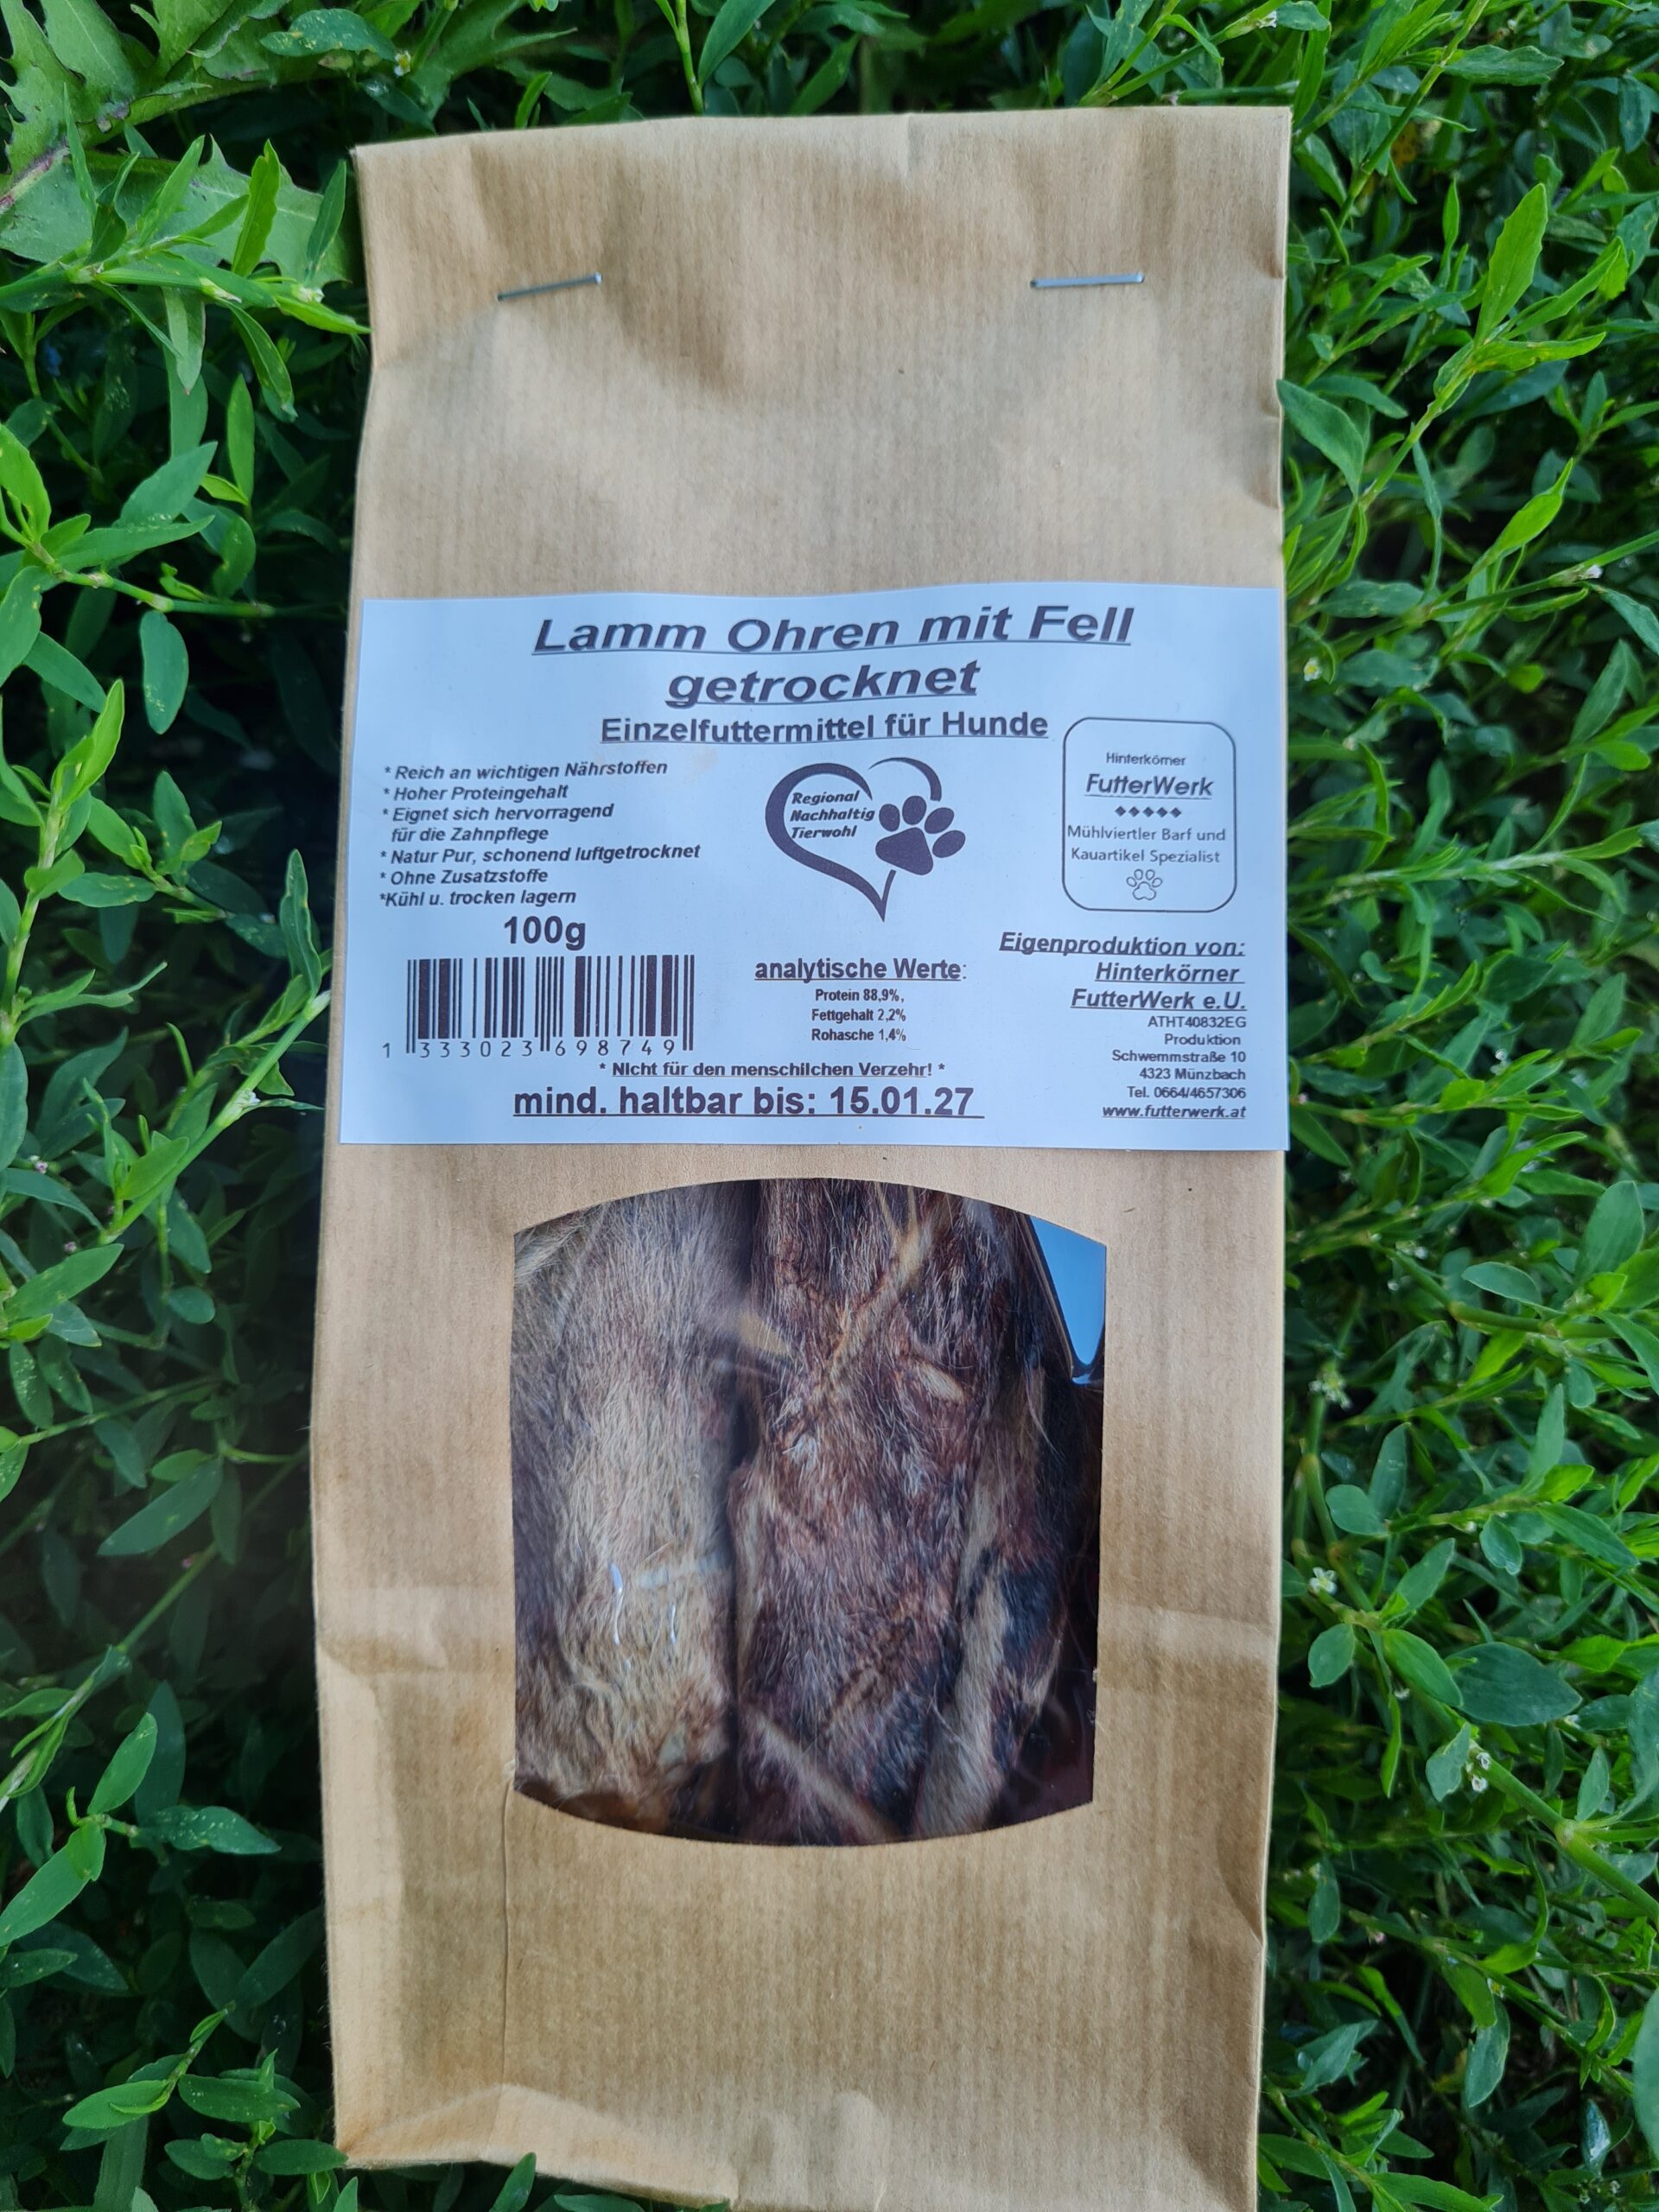 Lamm Ohren mit Fell
getrocknet
Einzelfuttermittel für Hunde
* Reich an wichtigen Nährstoffen
* Hoher Proteingehalt
* Eignet sich hervorragend
für die Zahnpflege
* Natur Pur, schonend luftgetrocknet
* Ohne Zusatzstoffe
*Kühl u. trocken lagern
100g
1 333023 698749
Regional
Nachhaltig
Tierwohl
Hinterkörner
FutterWerk
Mühlviertler Barf und
Kauartikel Spezialist
analytische Werte:
Protein 88,9%,
Fettgehalt 2,2%
Rohasche 1,4%
Eigenproduktion von:
Hinterkörner
FutterWerk e.U.
ATHT40832EG
Produktion
Schwemmstraße 10
4323 Münzbach
Tel. 0664/4657306
www.futterwerk.at
* Nicht für den menschilchen Verzehr! *
mind. haltbar bis: 15.01.27